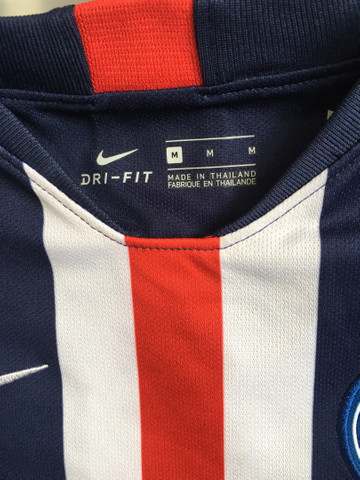 DRI-FIT
M M M
MADE IN THAILAND
FABRIQUE EN THAILANDE